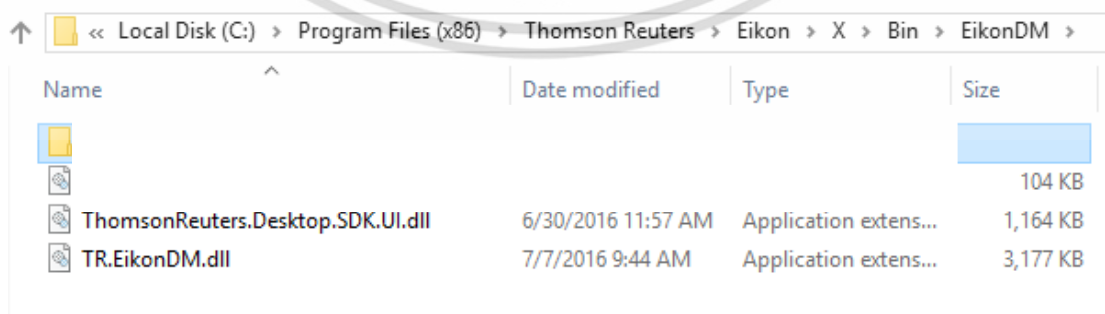 « Local Disk (C:) > Program Files (x86) > Thomson Reuters > Eikon > X > Bin > EikonDM >
Name Date modified Type Size
104 KB
ThomsonReuters.Desktop.SDK.UI.dll 6/30/2016 11:57 AM Application extens... 1,164 KB
TR.EikonDM.dll 7/7/2016 9:44 AM Application extens... 3,177 KB